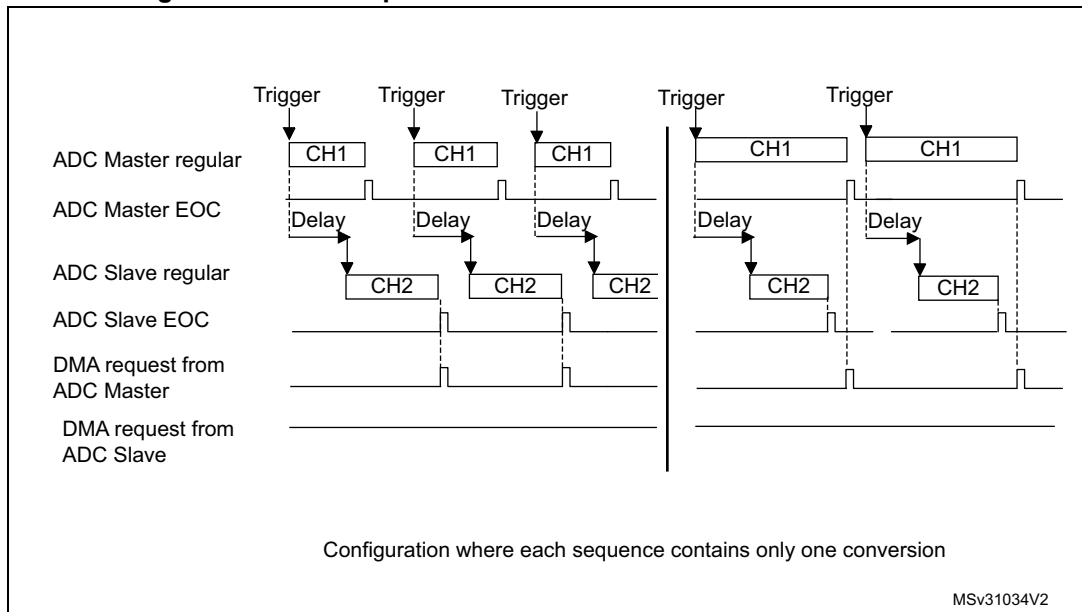 Trigger Trigger Trigger Trigger Trigger
ADC Master regular CH1 CH1 CH1 CH1 CH1
ADC Master EOC
Delay Delay Delay Delay Delay
ADC Slave regular CH2 CH2 CH2 CH2 CH2
ADC Slave EOC
DMA request from
ADC Master
DMA request from
ADC Slave
Configuration where each sequence contains only one conversion
MSv31034V2